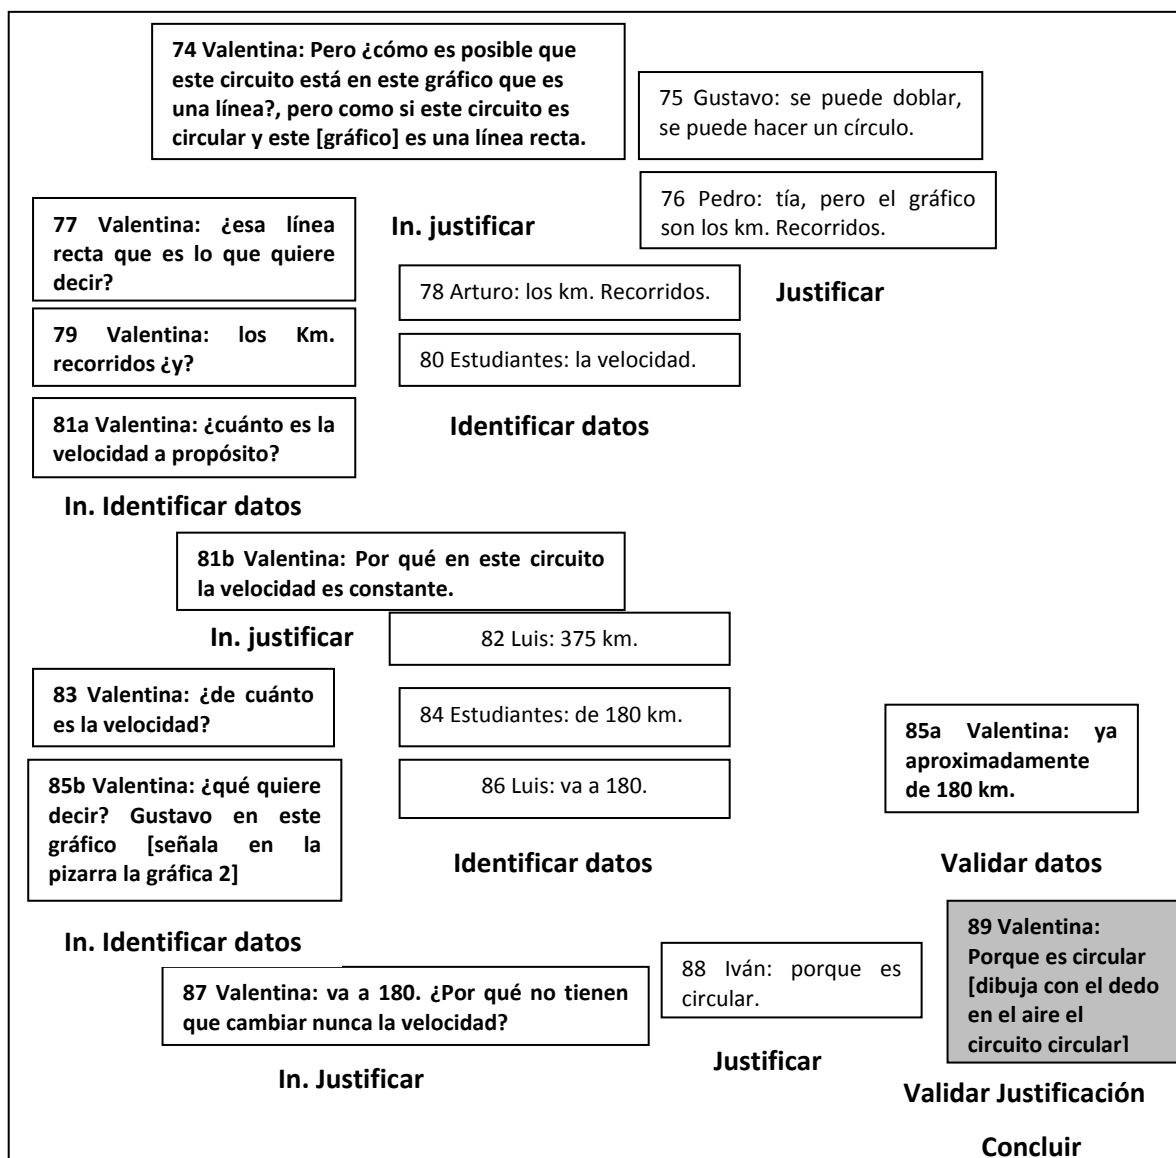 74 Valentina: Pero ¿cómo es posible que
este circuito está en este gráfico que es
una línea?, pero como si este circuito es
circular y este [gráfico] es una línea recta.
75 Gustavo: se puede doblar,
se puede hacer un círculo.
76 Pedro: tía, pero el gráfico
son los km. Recorridos.
77 Valentina: ¿esa línea
recta que es lo que quiere
decir?
In. justificar
78 Arturo: los km. Recorridos.
Justificar
79 Valentina: los Km.
recorridos ¿y?
80 Estudiantes: la velocidad.
81a Valentina: ¿cuánto es la
velocidad a propósito?
Identificar datos
In. Identificar datos
81b Valentina: Por qué en este circuito
la velocidad es constante.
In. justificar
82 Luis: 375 km.
83 Valentina: ¿de cuánto
es la velocidad?
84 Estudiantes: de 180 km.
85a Valentina: ya
aproximadamente
de 180 km.
85b Valentina: ¿qué quiere
decir? Gustavo en este
gráfico [señala en la
pizarra la gráfica 2]
86 Luis: va a 180.
Identificar datos
Validar datos
In. Identificar datos
87 Valentina: va a 180. ¿Por qué no tienen
que cambiar nunca la velocidad?
88 Iván: porque es
circular.
89 Valentina:
Porque es circular
[dibuja con el dedo
en el aire el
circuito circular]
In. Justificar
Justificar
Validar Justificación
Concluir